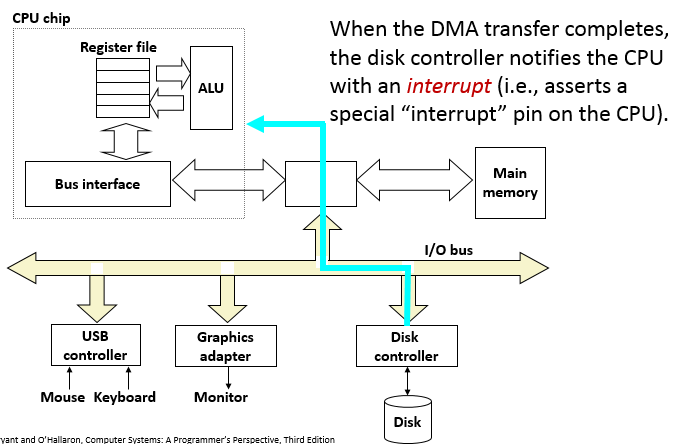 CPU chip
When the DMA transfer completes,
the disk controller notifies the CPU
with an interrupt (i.e., asserts a
special “interrupt” pin on the CPU).
Register file
ALU
Bus interface
Main
memory
I/O bus
USB
controller
Graphics
adapter
Disk
controller
Mouse Keyboard
Monitor
Disk
and O'Hallaron, Computer Systems: A Programmer's Perspective, Third Edition